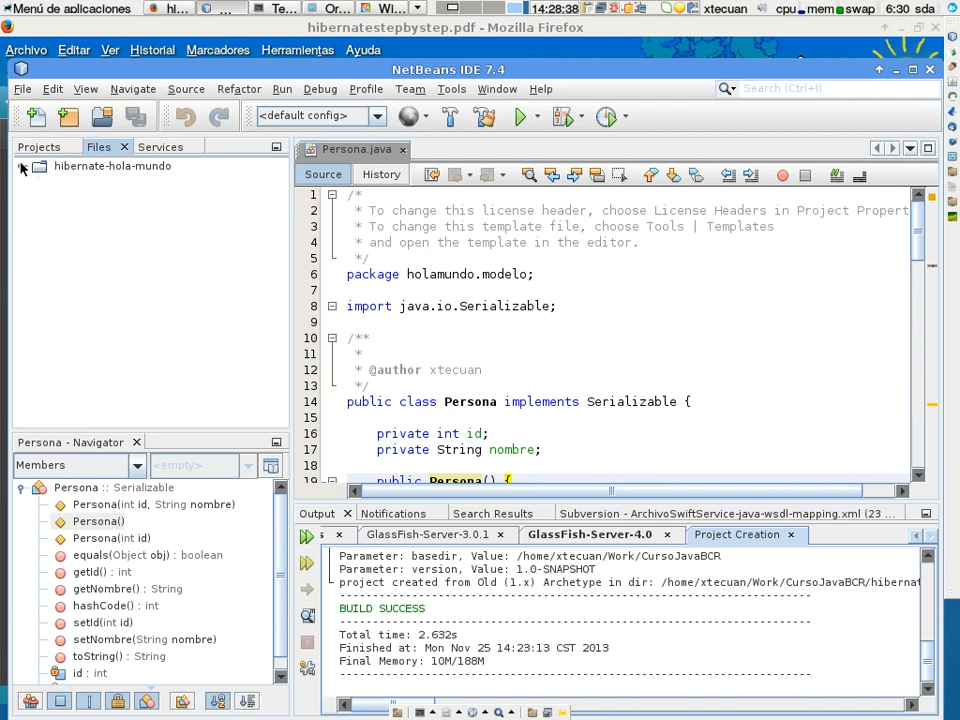 Menú de aplicaciones
hi...
...
Te...
Or...
Wi...
14:28:38
xtecuan
cpu
mem
swap
6:30
sda
hibernatestepbystep.pdf - Mozilla Firefox
Archivo Editar Ver Historial Marcadores Herramientas Ayuda
NetBeans IDE 7.4
File Edit View Navigate Source Refactor Run Debug Profile Team Tools Window Help
Search (Ctrl+I)
<default config>
Projects Files Services
hibernate-hola-mundo
Persona.java
Source History
1 /*
2 * To change this license header, choose License Headers in Project Propert
3 * To change this template file, choose Tools | Templates
4 * and open the template in the editor.
5 */
6 package holamundo.modelo;
7
8 import java.io.Serializable;
9
10 /**
11 *
12 * @author xtecuan
13 */
14 public class Persona implements Serializable {
15
16 private int id;
17 private String nombre;
18
19 public Persona() {
Persona - Navigator
Members
<empty>
Persona :: Serializable
Persona(int id, String nombre)
Persona()
Persona(int id)
equals(Object obj) : boolean
getId() : int
getNombre() : String
hashCode() : int
setId(int id)
setNombre(String nombre)
toString() : String
id : int
Output Notifications Search Results Subversion - ArchivoSwiftService-java-wsdl-mapping.xml (23 ...
GlassFish-Server-3.0.1 GlassFish-Server-4.0 Project Creation
Parameter: basedir, Value: /home/xtecuan/Work/CursoJavaBCR
Parameter: version, Value: 1.0-SNAPSHOT
project created from Old (1.x) Archetype in dir: /home/xtecuan/Work/CursoJavaBCR/hibernat
------------------------------------------------------------------------
BUILD SUCCESS
------------------------------------------------------------------------
Total time: 2.632s
Finished at: Mon Nov 25 14:23:13 CST 2013
Final Memory: 10M/188M
------------------------------------------------------------------------